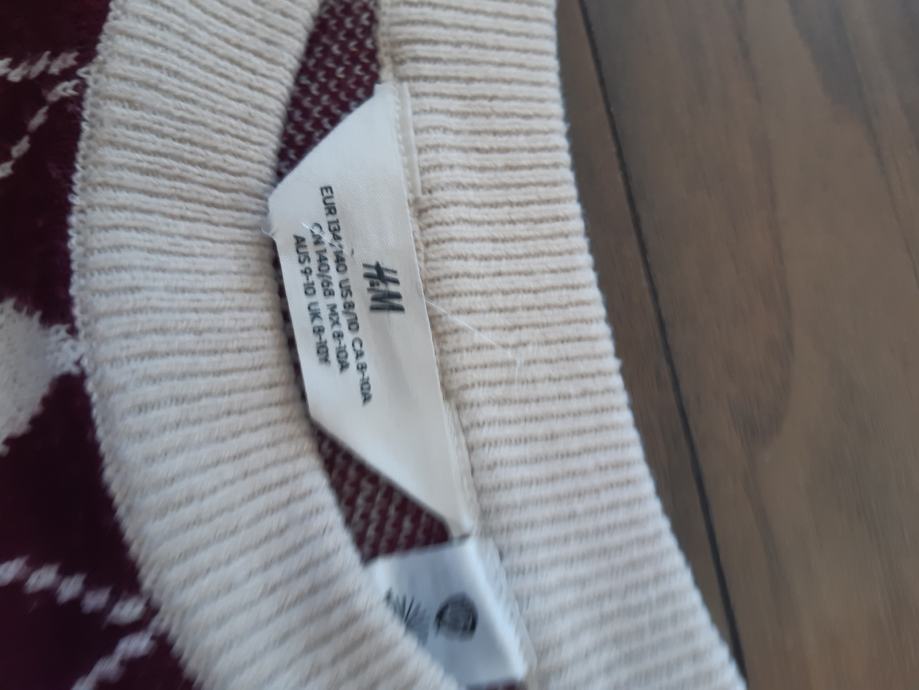 H&M
EUR 134/140 US 8/10 CA 8-10A
CN 140/68 MX 8-10A
AUS 9-10 UK 8-10Y